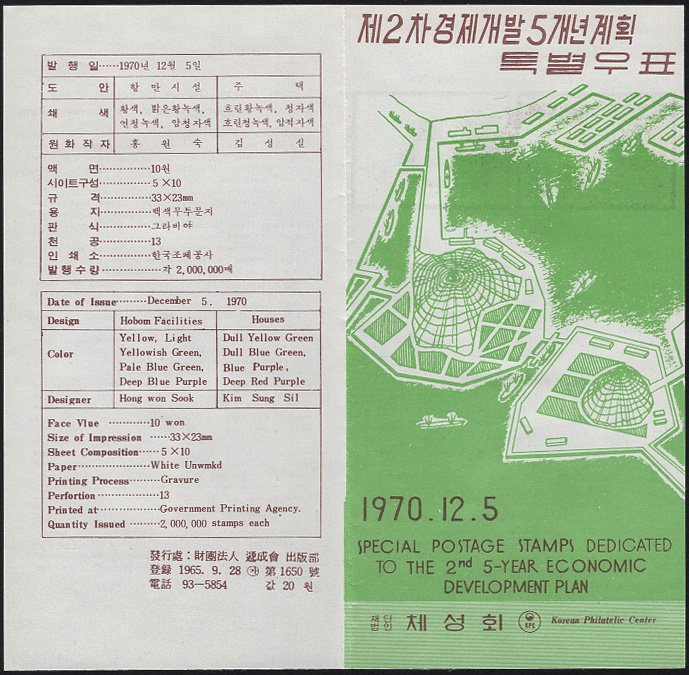 발 행 일······1970년 12월 5일
도 안 항 만 시 설 주 택
쇄 색 황색, 밝은황녹색, 흐린황녹색, 청자색
연청녹색, 암청자색 흐린청녹색, 암적자색
원화작자 홍 원 숙 김 성 실
액 면··············10원
시이트구성··············5×10
규 격··············33×23mm
용 지··············백색무투문지
판 식··············그라비아
천 공··············13
인 쇄 소··············한국조폐공사
발행수량··············각 2,000,000매
Date of Issue·········December 5. 1970
Design Hobom Facilities Houses
Color Yellow, Light Dull Yellow Green
Yellowish Green, Dull Blue Green,
Pale Blue Green, Blue Purple,
Deep Blue Purple Deep Red Purple
Designer Hong won Sook Kim Sung Sil
Face Vlue ············10 won
Size of Impression ······33×23mm
Sheet Composition······5×10
Paper·····················White Unwmkd
Printing Process·········Gravure
Perfortion ···············13
Printed at···············Government Printing Agency.
Quantity Issued ·········2,000,000 stamps each
發行處：財團法人 遞成會 出版部
登錄 1965. 9. 28 ㉮ 第 1650 號
電話 93-5854 값 20 원
제2차경제개발5개년계획
특별우표
1970.12.5
SPECIAL POSTAGE STAMPS DEDICATED
TO THE 2nd 5-YEAR ECONOMIC
DEVELOPMENT PLAN
재단법인 체성회 KPC Korean Philatelic Center